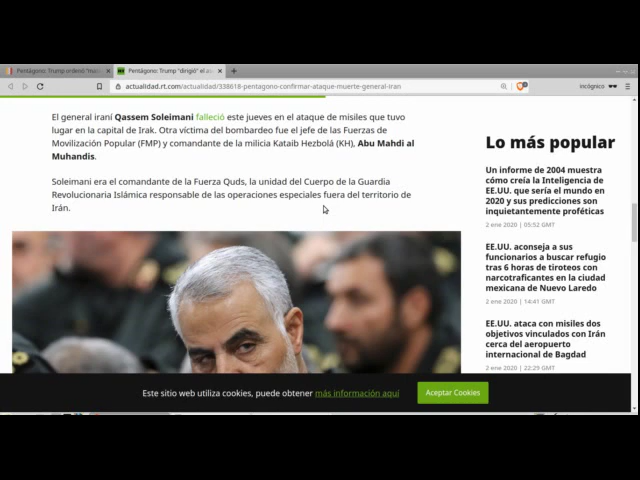 Pentágono: Trump ordenó
Pentágono: Trump "dirigió" el
actualidad.rt.com/actualidad/338618-pentagono-confirmar-ataque-muerte-general-iran
Incógnito
El general iraní Qassem Soleimani falleció este jueves en el ataque de misiles que tuvo
lugar en la capital de Irak. Otra víctima del bombardeo fue el jefe de las Fuerzas de
Movilización Popular (FMP) y comandante de la milicia Kataib Hezbolá (KH), Abu Mahdi al
Muhandis.
Soleimani era el comandante de la Fuerza Quds, la unidad del Cuerpo de la Guardia
Revolucionaria Islámica responsable de las operaciones especiales fuera del territorio de
Irán.
Lo más popular
Un informe de 2004 muestra
cómo creía la Inteligencia de
EE.UU. que sería el mundo en
2020 y sus predicciones son
inquietantemente proféticas
2 ene 2020 | 05:52 GMT
EE.UU. aconseja a sus
funcionarios a buscar refugio
tras 6 horas de tiroteos con
narcotraficantes en la ciudad
mexicana de Nuevo Laredo
2 ene 2020 | 14:41 GMT
EE.UU. ataca con misiles dos
objetivos vinculados con Irán
cerca del aeropuerto
internacional de Bagdad
2 ene 2020 | 22:29 GMT
Este sitio web utiliza cookies, puede obtener más información aquí
Aceptar Cookies